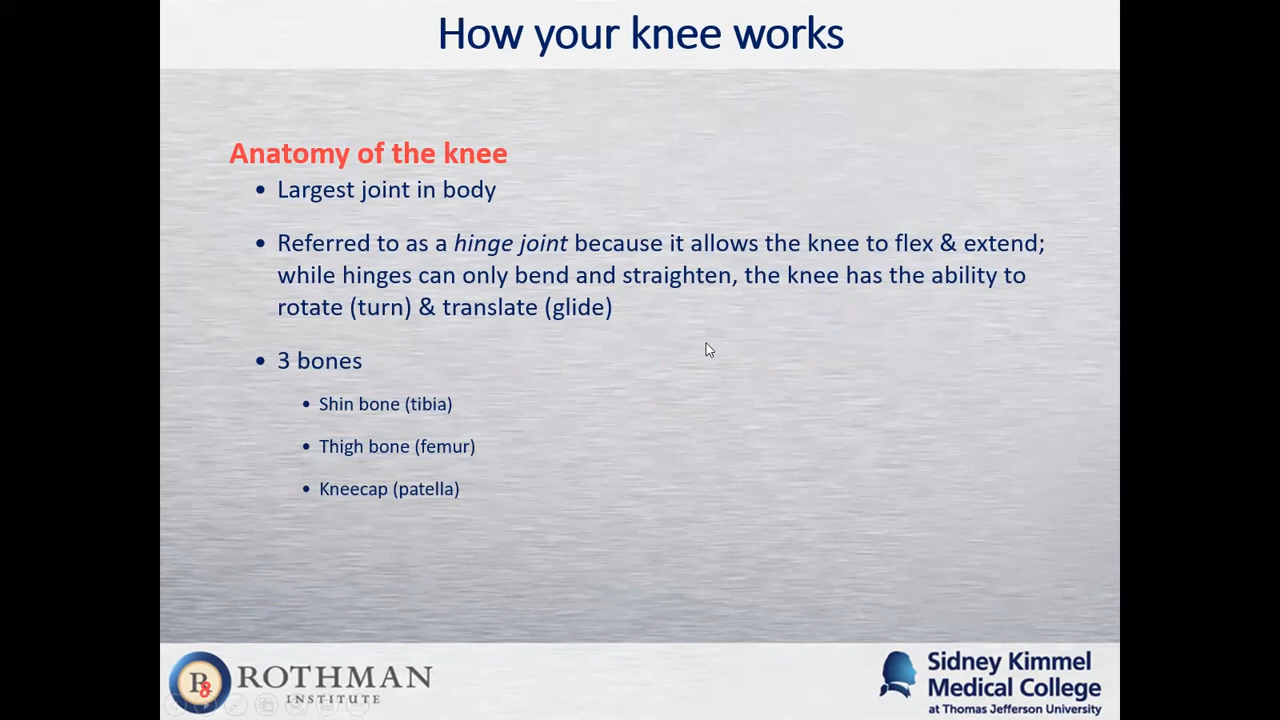 How your knee works
Anatomy of the knee
• Largest joint in body
• Referred to as a hinge joint because it allows the knee to flex & extend;
while hinges can only bend and straighten, the knee has the ability to
rotate (turn) & translate (glide)
• 3 bones
• Shin bone (tibia)
• Thigh bone (femur)
• Kneecap (patella)
ROTHMAN
INSTITUTE
Sidney Kimmel
Medical College
at Thomas Jefferson University